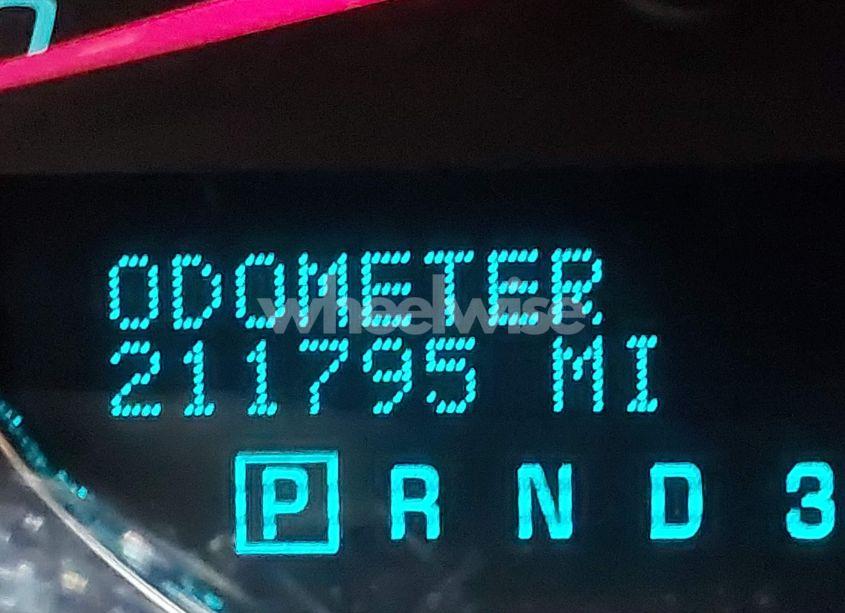 ODOMETER
wheelwise
211795 MI
P R N D 3